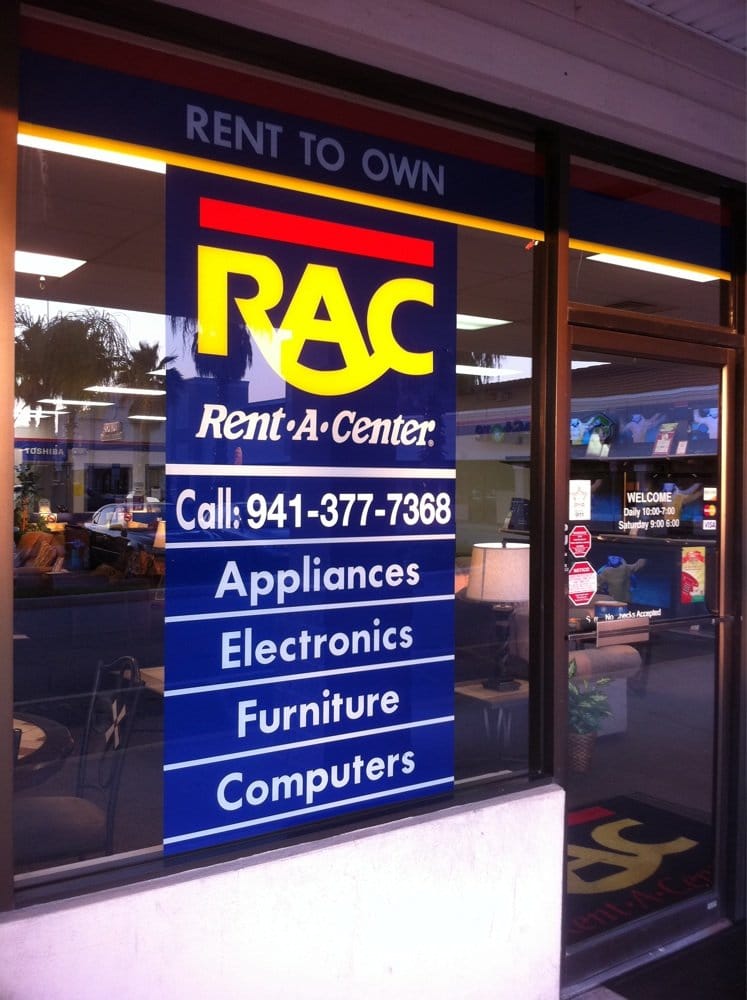 RENT TO OWN
RAC
Rent·A·Center®
Call: 941-377-7368
Appliances
Electronics
Furniture
Computers
TOSHIBA
WELCOME
Daily 10:00-7:00
Saturday 9:00 6:00
VISA
No Checks Accepted